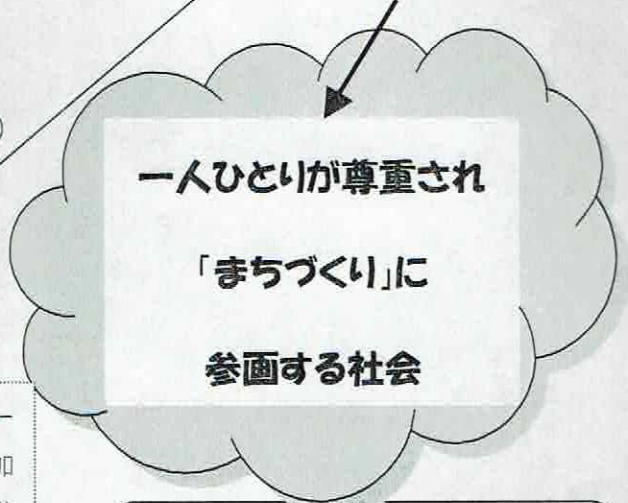 一人ひとりが尊重され
「まちづくり」に
参画する社会